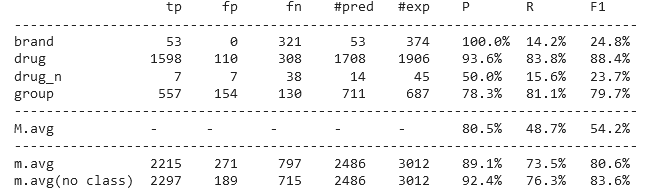 tp fp fn #pred #exp P R F1
------------------------------------------------------------------------------
brand 53 0 321 53 374 100.0% 14.2% 24.8%
drug 1598 110 308 1708 1906 93.6% 83.8% 88.4%
drug_n 7 7 38 14 45 50.0% 15.6% 23.7%
group 557 154 130 711 687 78.3% 81.1% 79.7%
------------------------------------------------------------------------------
M.avg - - - - - 80.5% 48.7% 54.2%
------------------------------------------------------------------------------
m.avg 2215 271 797 2486 3012 89.1% 73.5% 80.6%
m.avg(no class) 2297 189 715 2486 3012 92.4% 76.3% 83.6%